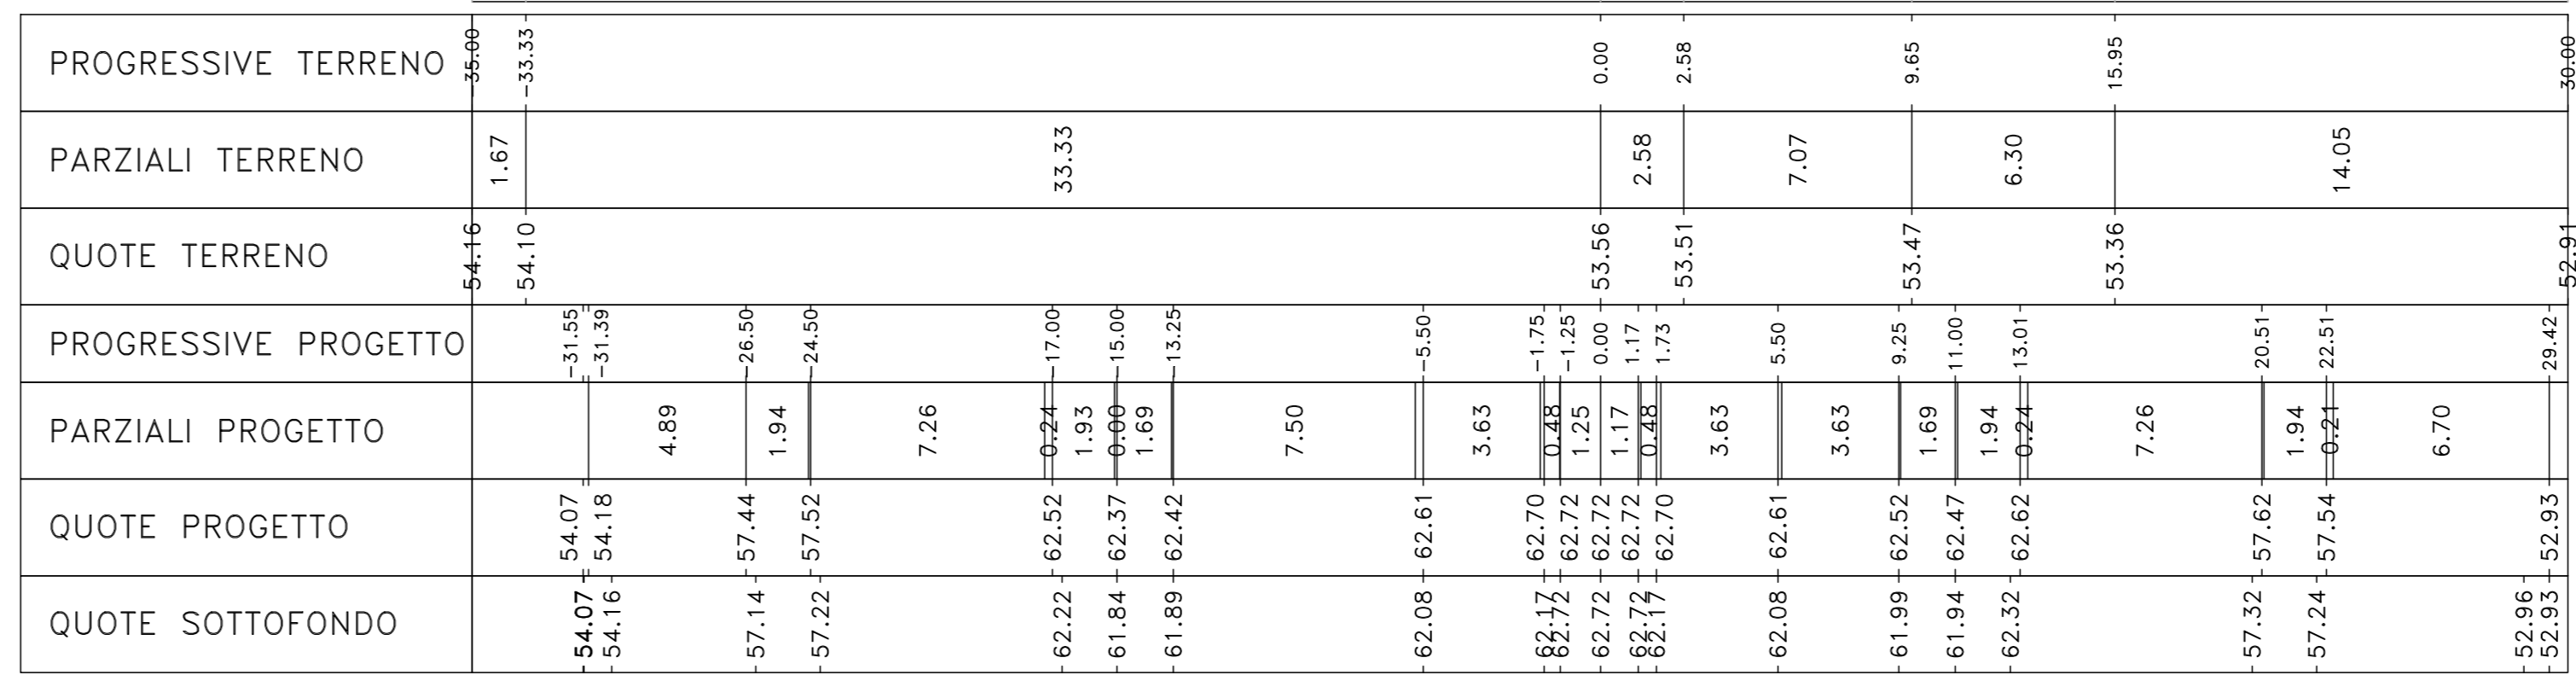 PROGRESSIVE TERRENO -35.00 -33.33 0.00 2.58 9.65 15.95 30.00
PARZIALI TERRENO 1.67 33.33 2.58 7.07 6.30 14.05
QUOTE TERRENO 54.16 54.10 53.56 53.51 53.47 53.36 52.91
PROGRESSIVE PROGETTO -31.55 -31.39 -26.50 -24.50 -17.00 -15.00 -13.25 -5.50 -1.75 -1.25 0.00 1.17 1.73 5.50 9.25 11.00 13.01 20.51 22.51 29.42
PARZIALI PROGETTO 4.89 1.94 7.26 0.24 1.93 0.00 1.69 7.50 3.63 0.48 1.25 1.17 0.48 3.63 3.63 1.69 1.94 0.24 7.26 1.94 0.21 6.70
QUOTE PROGETTO 54.07 54.18 57.44 57.52 62.52 62.37 62.42 62.61 62.70 62.72 62.72 62.72 62.70 62.61 62.52 62.47 62.62 57.62 57.54 52.93
QUOTE SOTTOFONDO 54.07 54.16 57.14 57.22 62.22 61.84 61.89 62.08 62.17 62.72 62.72 62.72 62.17 62.08 61.99 61.94 62.32 57.32 57.24 52.96 52.93